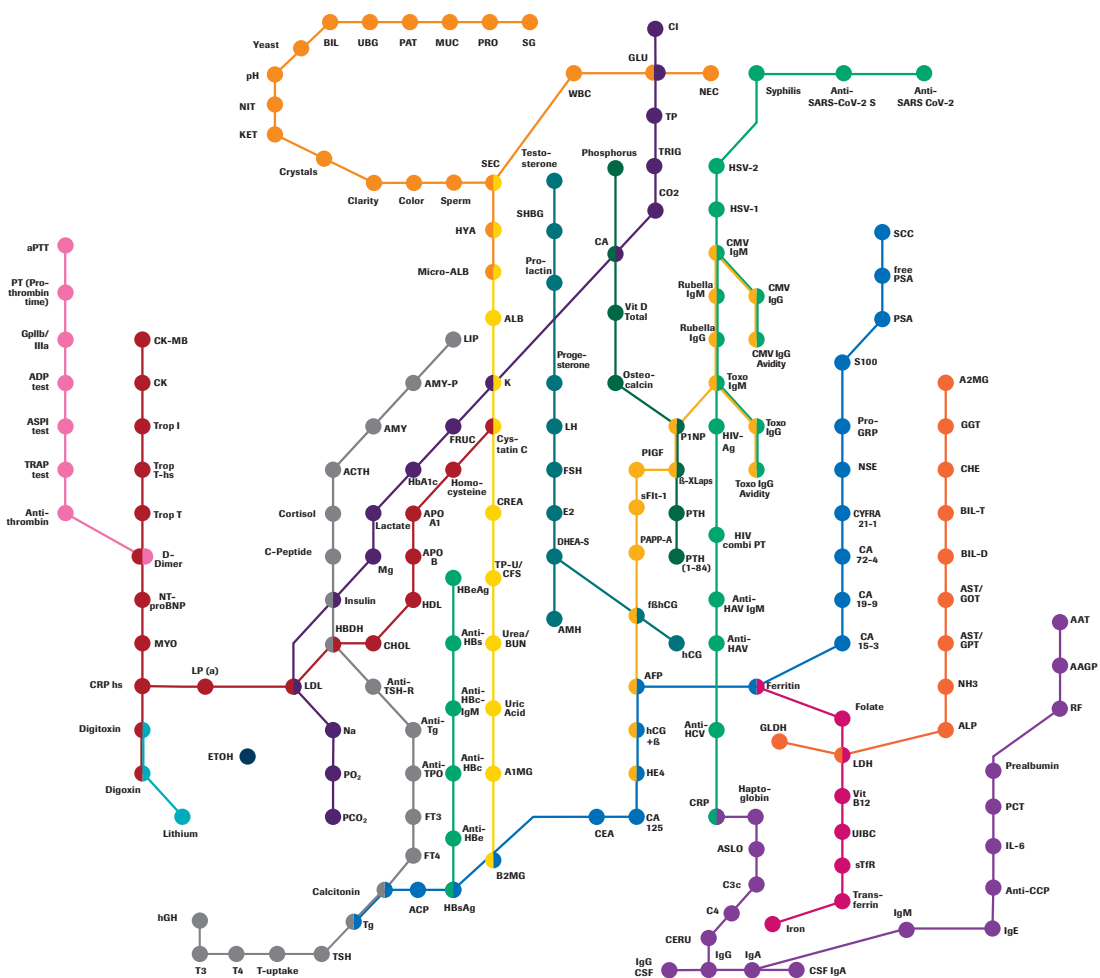 BIL
UBG
PAT
MUC
PRO
SG
Yeast
pH
NIT
KET
Crystals
Clarity
Color
Sperm
SEC
WBC
GLU
NEC
CI
TP
TRIG
CO2
CA
Syphilis
Anti-
SARS-CoV-2 S
Anti-
SARS CoV-2
HSV-2
HSV-1
CMV
IgM
CMV
IgG
CMV IgG
Avidity
Rubella
IgM
Rubella
IgG
Toxo
IgM
Toxo
IgG
Toxo IgG
Avidity
Testo-
sterone
SHBG
Pro-
lactin
Proge-
sterone
LH
FSH
E2
DHEA-S
AMH
Phosphorus
Vit D
Total
Osteo-
calcin
P1NP
ß-XLaps
PTH
PTH
(1-84)
PIGF
sFlt-1
PAPP-A
fßhCG
hCG
AFP
hCG
+ß
HE4
CA
125
CEA
HYA
Micro-ALB
ALB
K
Cys-
tatin C
CREA
TP-U/
CFS
Urea/
BUN
Uric
Acid
A1MG
B2MG
aPTT
PT (Pro-
thrombin
time)
GpIIb/
IIIa
ADP
test
ASPI
test
TRAP
test
Anti-
thrombin
CK-MB
CK
Trop I
Trop
T-hs
Trop T
D-
Dimer
NT-
proBNP
MYO
CRP hs
LP (a)
LDL
Digitoxin
Digoxin
Lithium
ETOH
LIP
AMY-P
AMY
ACTH
Cortisol
C-Peptide
Insulin
HBDH
CHOL
HDL
APO
B
APO
A1
Homo-
cysteine
FRUC
HbA1c
Lactate
Mg
Na
PO2
PCO2
Anti-
TSH-R
Anti-
Tg
Anti-
TPO
FT3
FT4
Calcitonin
Tg
TSH
T-uptake
T4
T3
hGH
ACP
HBsAg
HBeAg
Anti-
HBs
Anti-
HBc-
IgM
Anti-
HBc
Anti-
HBe
HIV-
Ag
HIV
combi PT
Anti-
HAV IgM
Anti-
HAV
Anti-
HCV
CRP
Hapto-
globin
ASLO
C3c
C4
CERU
IgG
CSF
IgG
IgA
CSF IgA
IgM
IgE
Anti-CCP
IL-6
PCT
Prealbumin
RF
AAGP
AAT
SCC
free
PSA
PSA
S100
Pro-
GRP
NSE
CYFRA
21-1
CA
72-4
CA
19-9
CA
15-3
Ferritin
Folate
GLDH
LDH
Vit
B12
UIBC
sTfR
Trans-
ferrin
Iron
A2MG
GGT
CHE
BIL-T
BIL-D
AST/
GOT
AST/
GPT
NH3
ALP